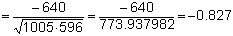 = −640 / √1005·596 = −640 / 773.937982 = −0.827